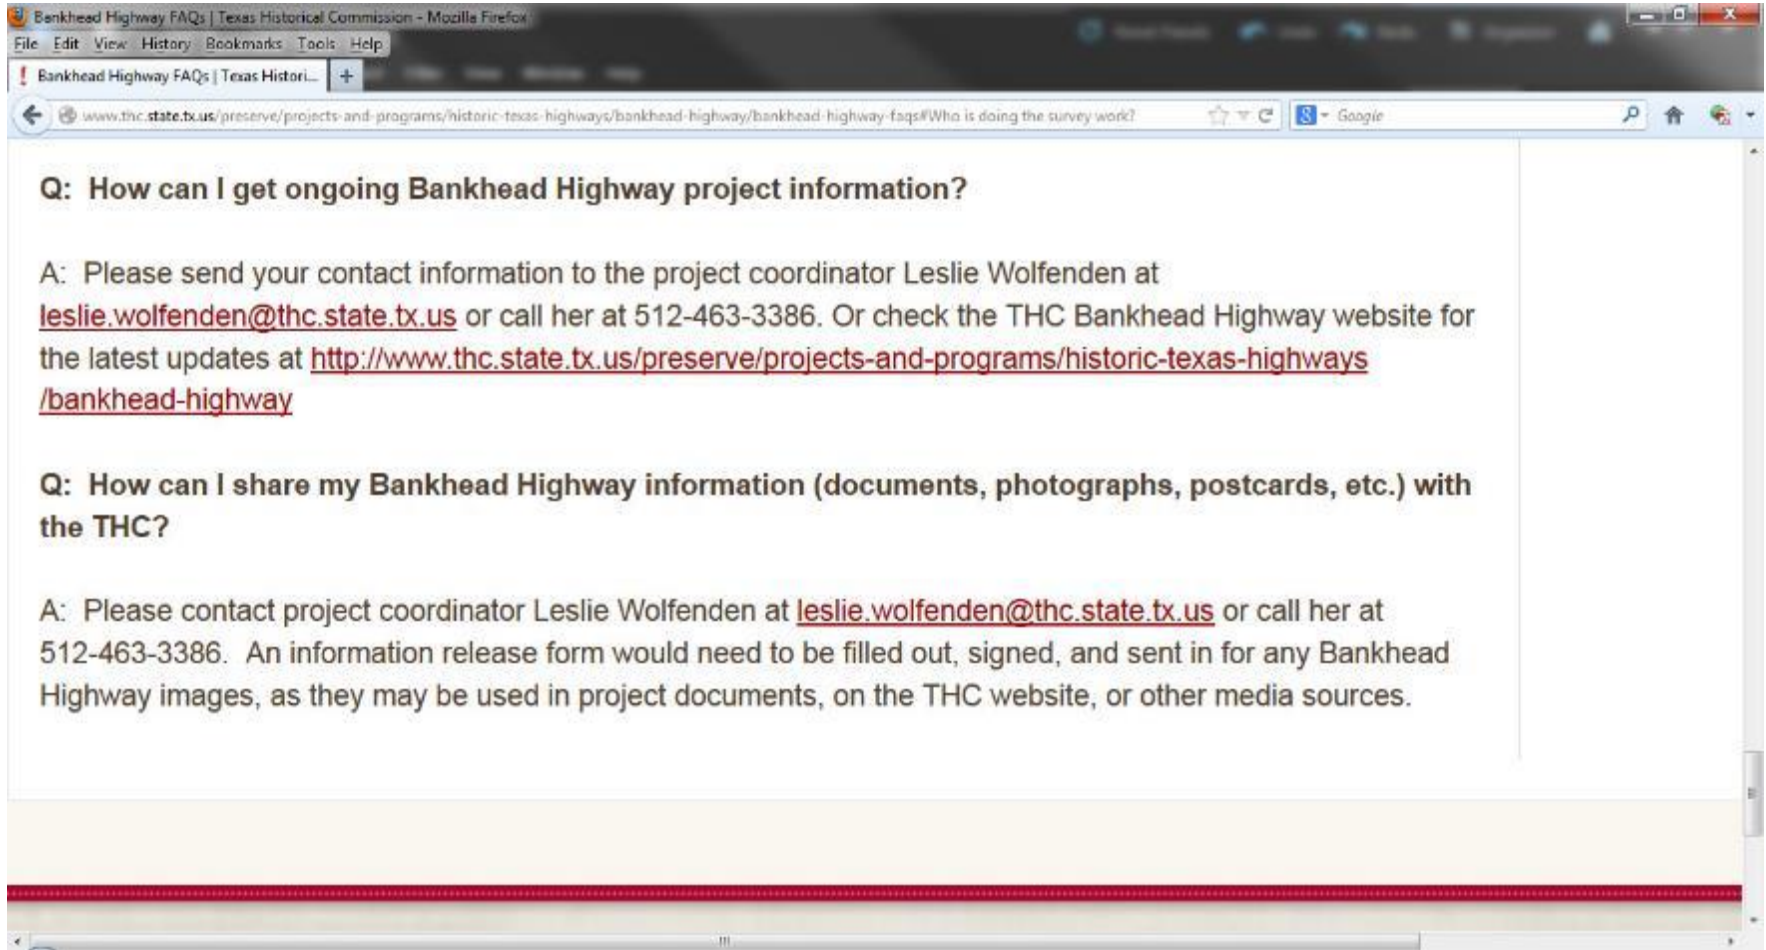 Bankhead Highway FAQs | Texas Historical Commission - Mozilla Firefox
File Edit View History Bookmarks Tools Help
Bankhead Highway FAQs | Texas Histori... +
www.thc.state.tx.us/preserve/projects-and-programs/historic-texas-highways/bankhead-highway/bankhead-highway-faqs#Who is doing the survey work? Google
Q: How can I get ongoing Bankhead Highway project information?
A: Please send your contact information to the project coordinator Leslie Wolfenden at
leslie.wolfenden@thc.state.tx.us or call her at 512-463-3386. Or check the THC Bankhead Highway website for
the latest updates at http://www.thc.state.tx.us/preserve/projects-and-programs/historic-texas-highways
/bankhead-highway
Q: How can I share my Bankhead Highway information (documents, photographs, postcards, etc.) with
the THC?
A: Please contact project coordinator Leslie Wolfenden at leslie.wolfenden@thc.state.tx.us or call her at
512-463-3386. An information release form would need to be filled out, signed, and sent in for any Bankhead
Highway images, as they may be used in project documents, on the THC website, or other media sources.